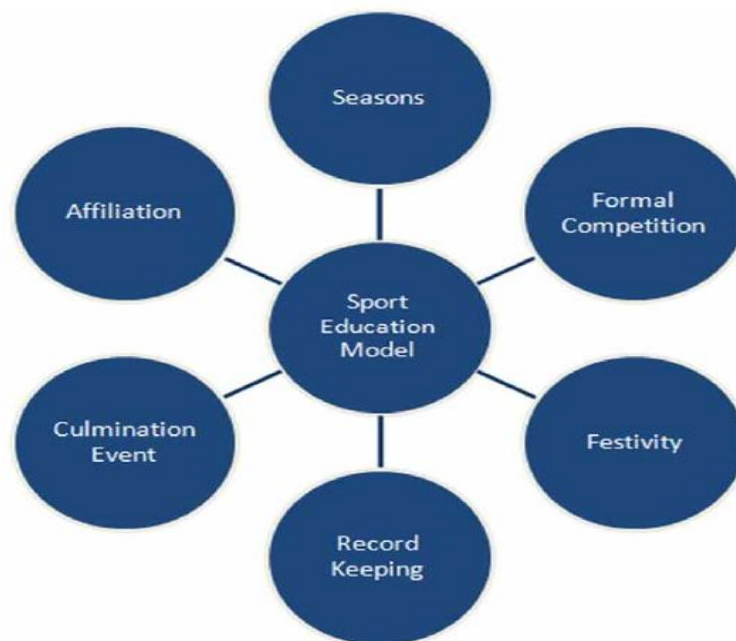 Seasons
Affiliation
Formal
Competition
Sport
Education
Model
Culmination
Event
Festivity
Record
Keeping